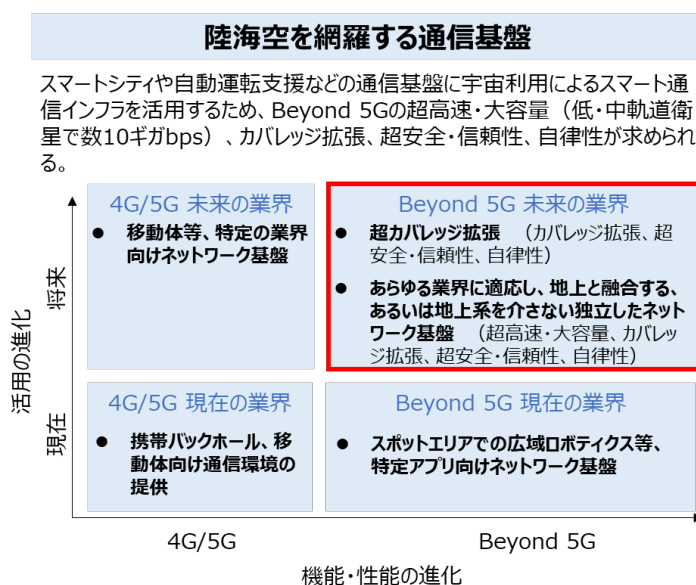 陸海空を網羅する通信基盤
スマートシティや自動運転支援などの通信基盤に宇宙利用によるスマート通
信インフラを活用するため、Beyond 5Gの超高速・大容量（低・中軌道衛
星で数10ギガbps）、カバレッジ拡張、超安全・信頼性、自律性が求められ
る。
活用の進化
将来
現在
4G/5G 未来の業界
● 移動体等、特定の業界
向けネットワーク基盤
Beyond 5G 未来の業界
● 超カバレッジ拡張　（カバレッジ拡張、超
安全・信頼性、自律性）
● あらゆる業界に適応し、地上と融合する、
あるいは地上系を介さない独立したネット
ワーク基盤　（超高速・大容量、カバレッ
ジ拡張、超安全・信頼性、自律性）
4G/5G 現在の業界
● 携帯バックホール、移
動体向け通信環境の
提供
Beyond 5G 現在の業界
● スポットエリアでの広域ロボティクス等、
特定アプリ向けネットワーク基盤
4G/5G
Beyond 5G
機能・性能の進化